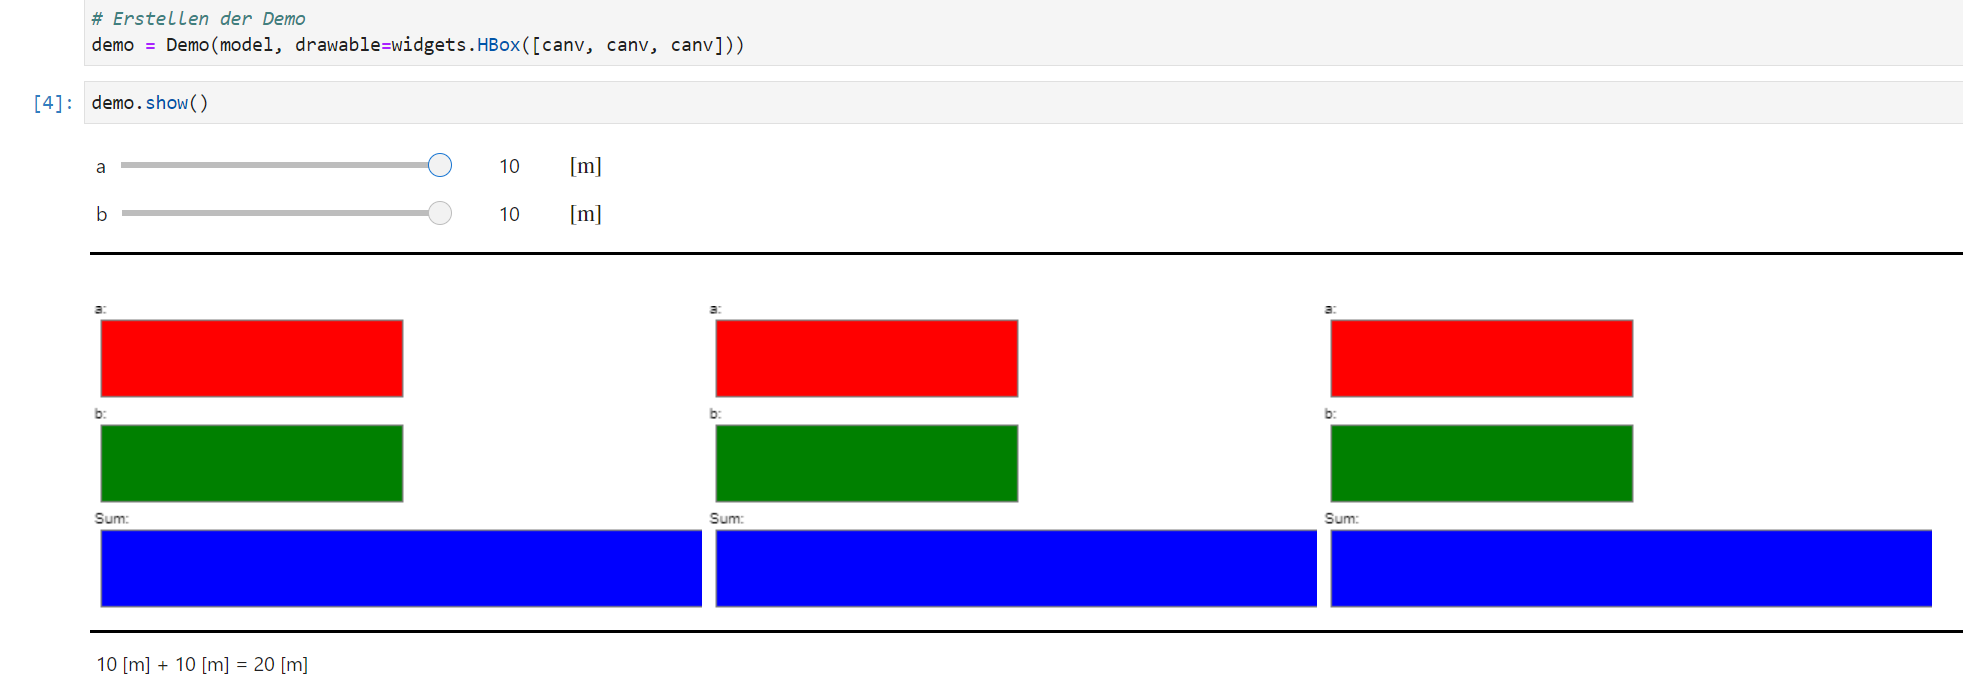 # Erstellen der Demo
demo = Demo(model, drawable=widgets.HBox([canv, canv, canv]))
[4]: demo.show()
a 10 [m]
b 10 [m]
a: a: a:
b: b: b:
Sum: Sum: Sum:
10 [m] + 10 [m] = 20 [m]